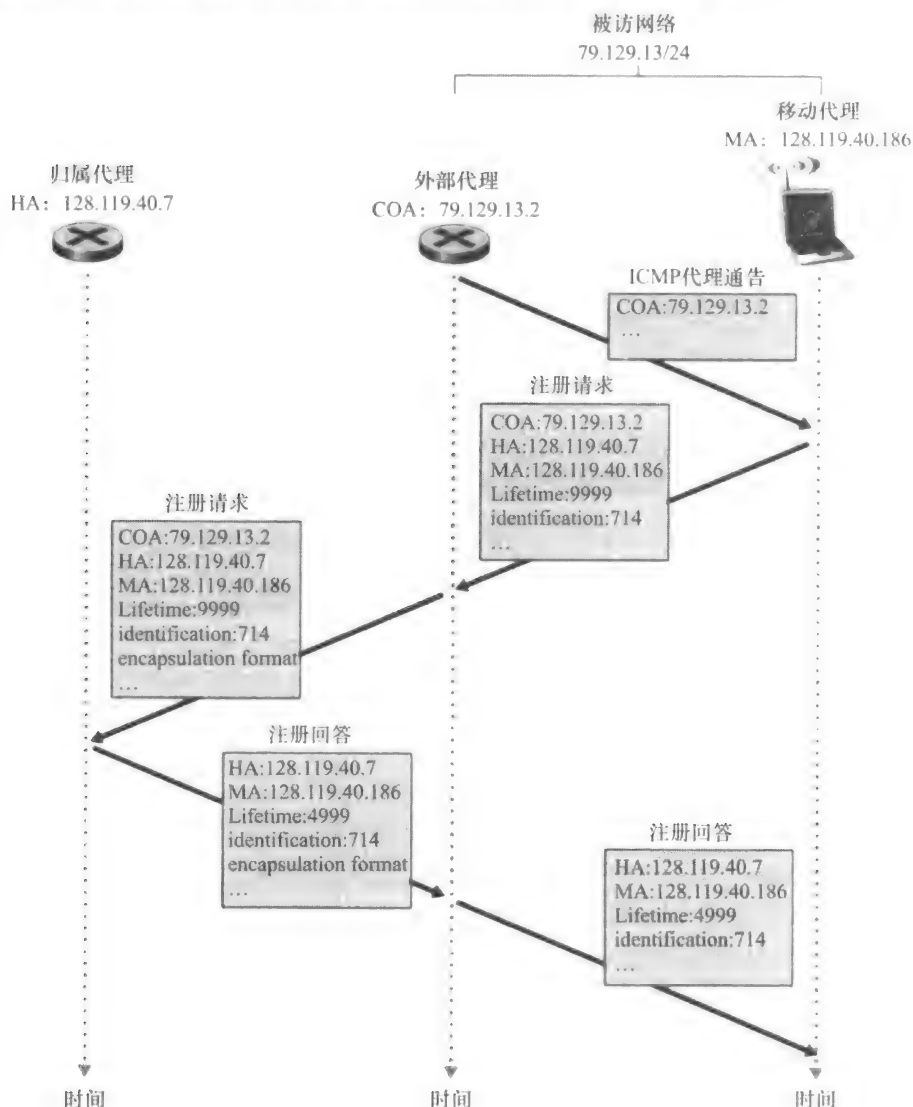 被访网络
79.129.13/24
移动代理
MA：128.119.40.186
归属代理
HA：128.119.40.7
外部代理
COA：79.129.13.2
ICMP代理通告
COA:79.129.13.2
…
注册请求
COA:79.129.13.2
HA:128.119.40.7
MA:128.119.40.186
Lifetime:9999
identification:714
…
注册请求
COA:79.129.13.2
HA:128.119.40.7
MA:128.119.40.186
Lifetime:9999
identification:714
encapsulation format
…
注册回答
HA:128.119.40.7
MA:128.119.40.186
Lifetime:4999
identification:714
encapsulation format
…
注册回答
HA:128.119.40.7
MA:128.119.40.186
Lifetime:4999
identification:714
…
时间
时间
时间